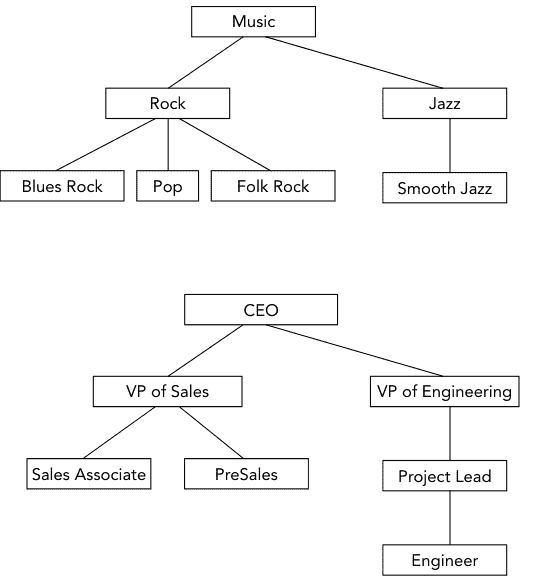 Music
Rock
Jazz
Blues Rock
Pop
Folk Rock
Smooth Jazz
CEO
VP of Sales
VP of Engineering
Sales Associate
PreSales
Project Lead
Engineer